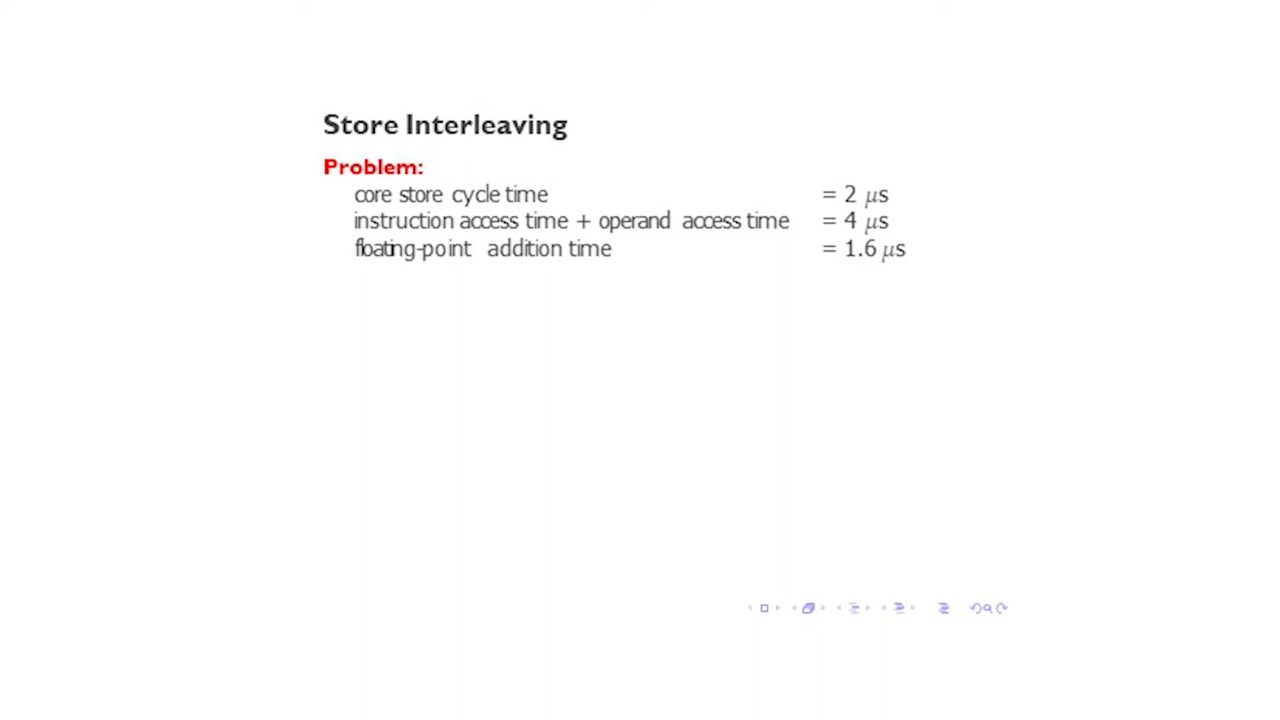 Store Interleaving
Problem:
core store cycle time = 2 μs
instruction access time + operand access time = 4 μs
floating-point addition time = 1.6 μs